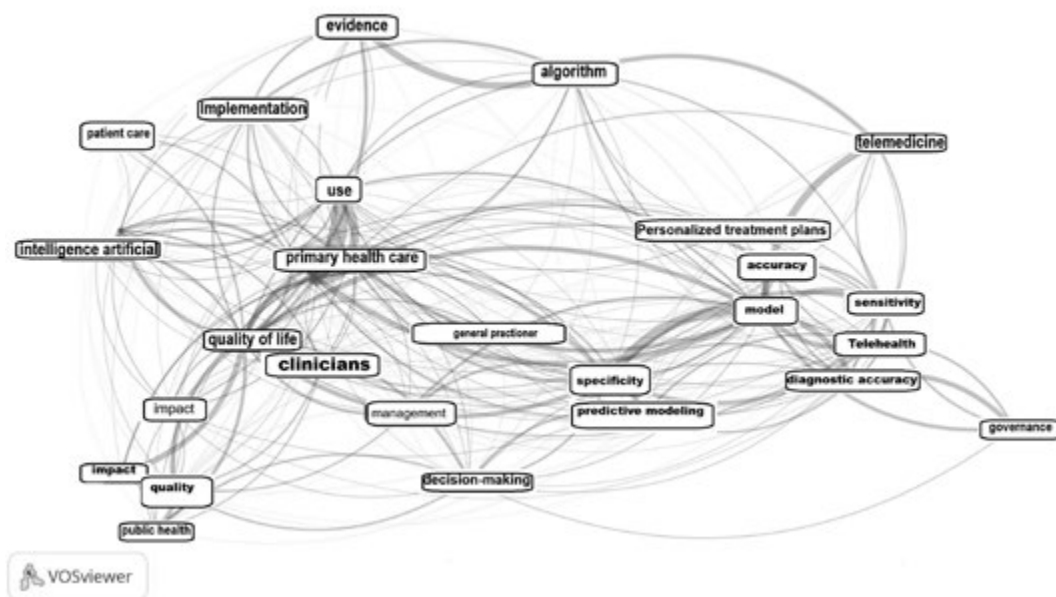 evidence
algorithm
Implementation
patient care
telemedicine
use
Personalized treatment plans
intelligence artificial
primary health care
accuracy
sensitivity
model
general practioner
quality of life
Telehealth
clinicians
specificity
diagnostic accuracy
impact
management
predictive modeling
governance
impact
decision-making
quality
public health
VOSviewer